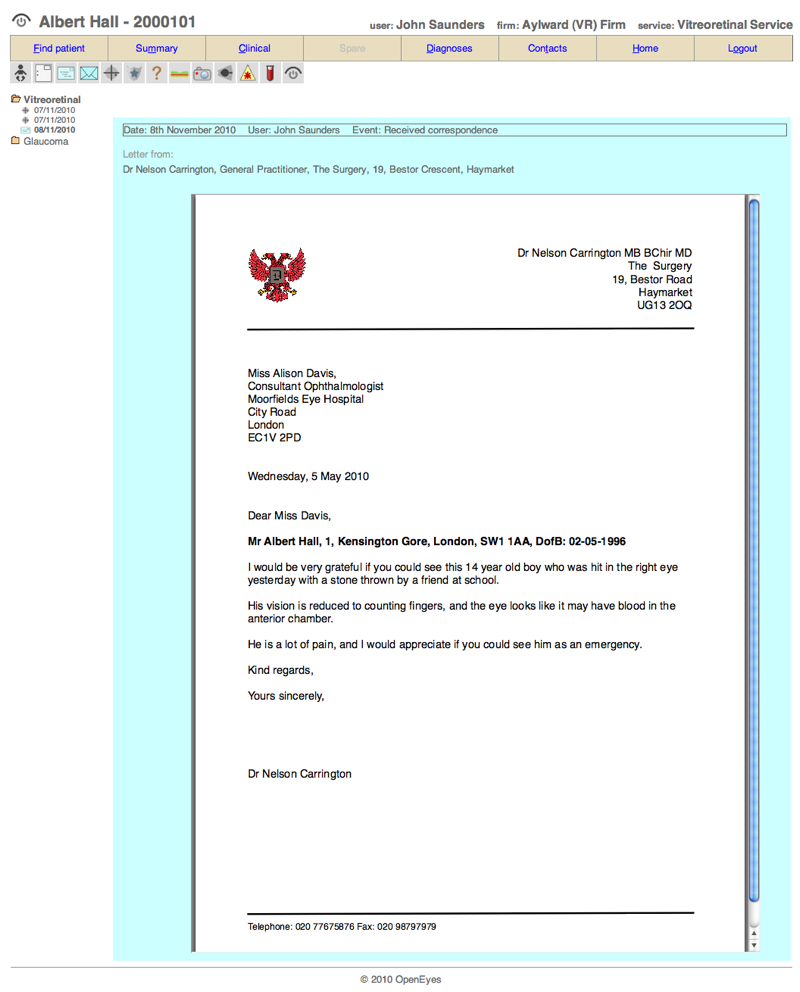 Albert Hall - 2000101
user: John Saunders firm: Aylward (VR) Firm service: Vitreoretinal Service
Find patient Summary Clinical Spare Diagnoses Contacts Home Logout
Vitreoretinal
07/11/2010
07/11/2010
08/11/2010
Glaucoma
Date: 8th November 2010 User: John Saunders Event: Received correspondence
Letter from:
Dr Nelson Carrington, General Practitioner, The Surgery, 19, Bestor Crescent, Haymarket
Dr Nelson Carrington MB BChir MD
The Surgery
19, Bestor Road
Haymarket
UG13 2OQ
Miss Alison Davis,
Consultant Ophthalmologist
Moorfields Eye Hospital
City Road
London
EC1V 2PD
Wednesday, 5 May 2010
Dear Miss Davis,
Mr Albert Hall, 1, Kensington Gore, London, SW1 1AA, DofB: 02-05-1996
I would be very grateful if you could see this 14 year old boy who was hit in the right eye
yesterday with a stone thrown by a friend at school.
His vision is reduced to counting fingers, and the eye looks like it may have blood in the
anterior chamber.
He is a lot of pain, and I would appreciate if you could see him as an emergency.
Kind regards,
Yours sincerely,
Dr Nelson Carrington
Telephone: 020 77675876 Fax: 020 98797979
© 2010 OpenEyes